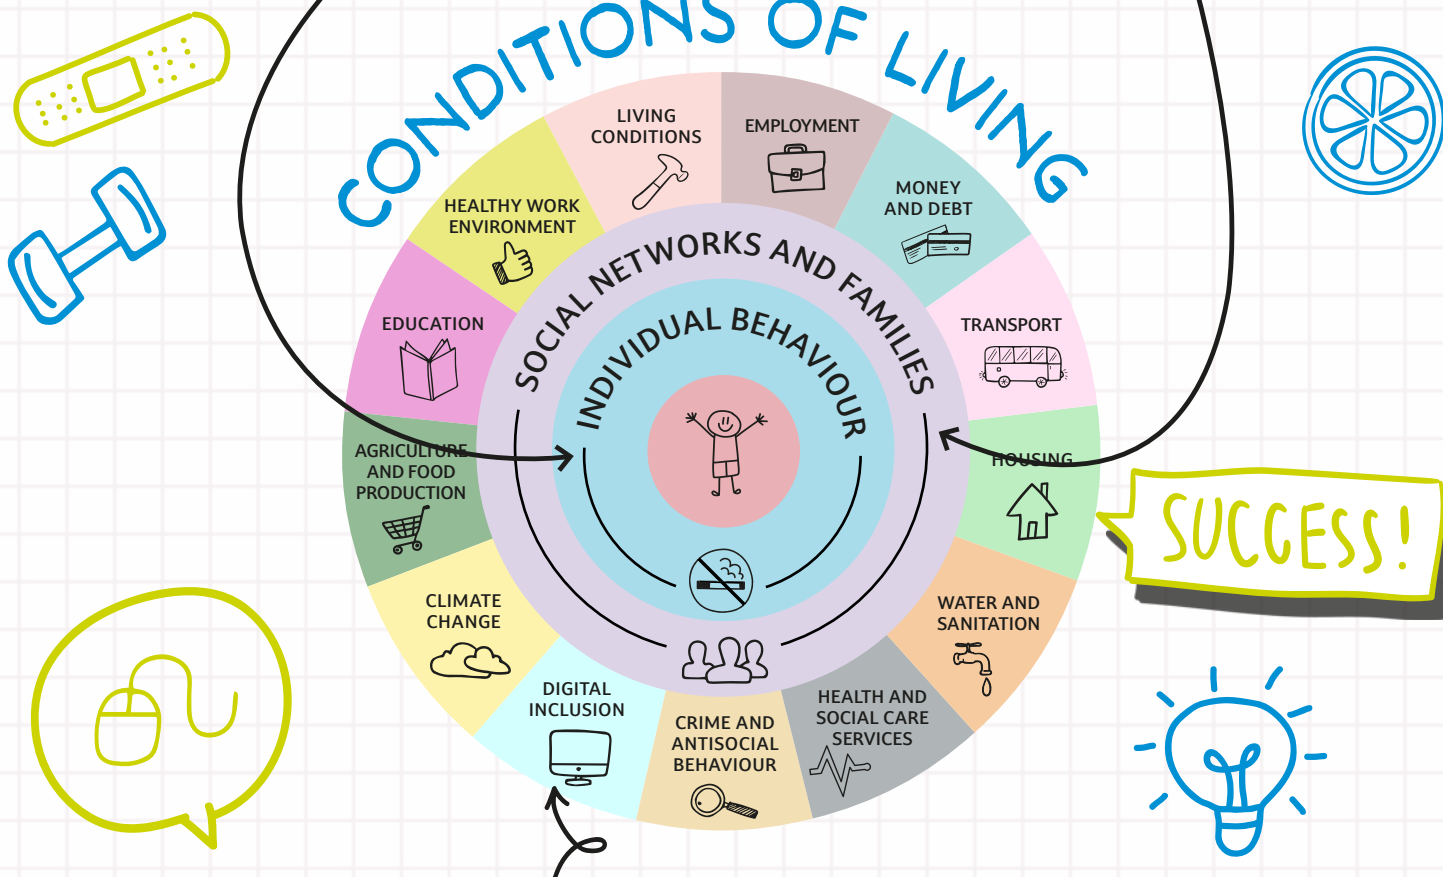 CONDITIONS OF LIVING
LIVING
CONDITIONS
EMPLOYMENT
MONEY
AND DEBT
TRANSPORT
HOUSING
WATER AND
SANITATION
HEALTH AND
SOCIAL CARE
SERVICES
CRIME AND
ANTISOCIAL
BEHAVIOUR
DIGITAL
INCLUSION
CLIMATE
CHANGE
AGRICULTURE
AND FOOD
PRODUCTION
EDUCATION
HEALTHY WORK
ENVIRONMENT
SOCIAL NETWORKS AND FAMILIES
INDIVIDUAL BEHAVIOUR
SUCCESS!